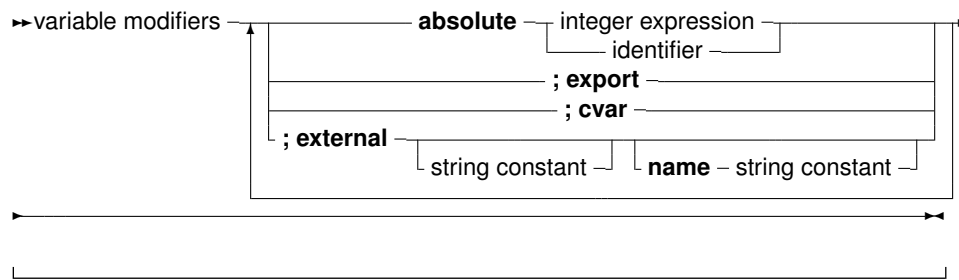 variable modifiers absolute integer expression
identifier
; export
; cvar
; external
string constant name string constant